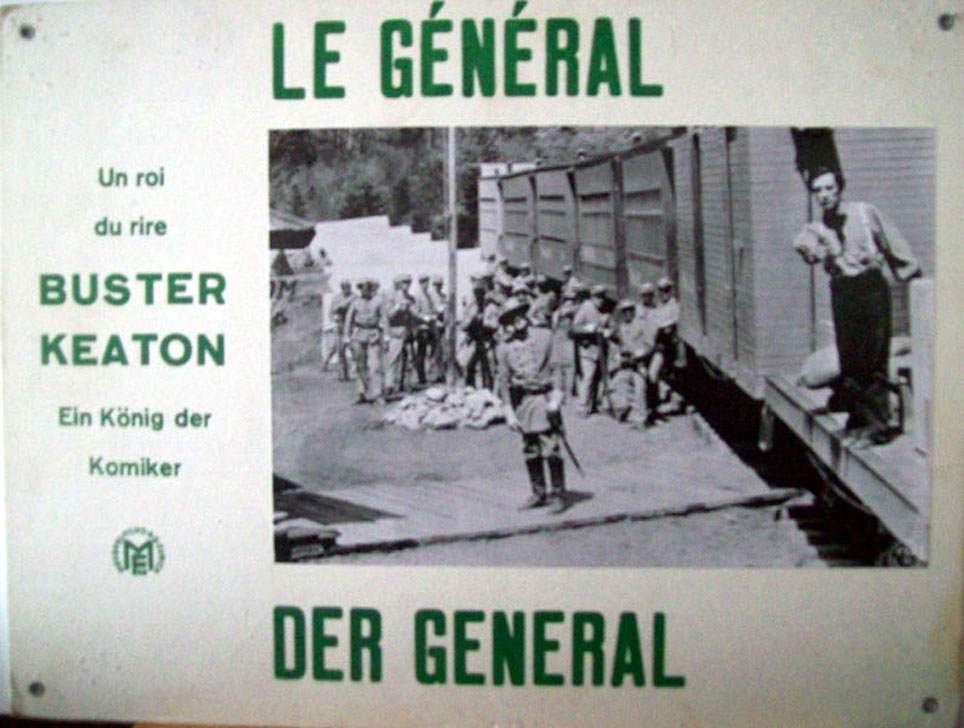 LE GÉNÉRAL
Un roi
du rire
BUSTER
KEATON
Ein König der
Komiker
DER GENERAL